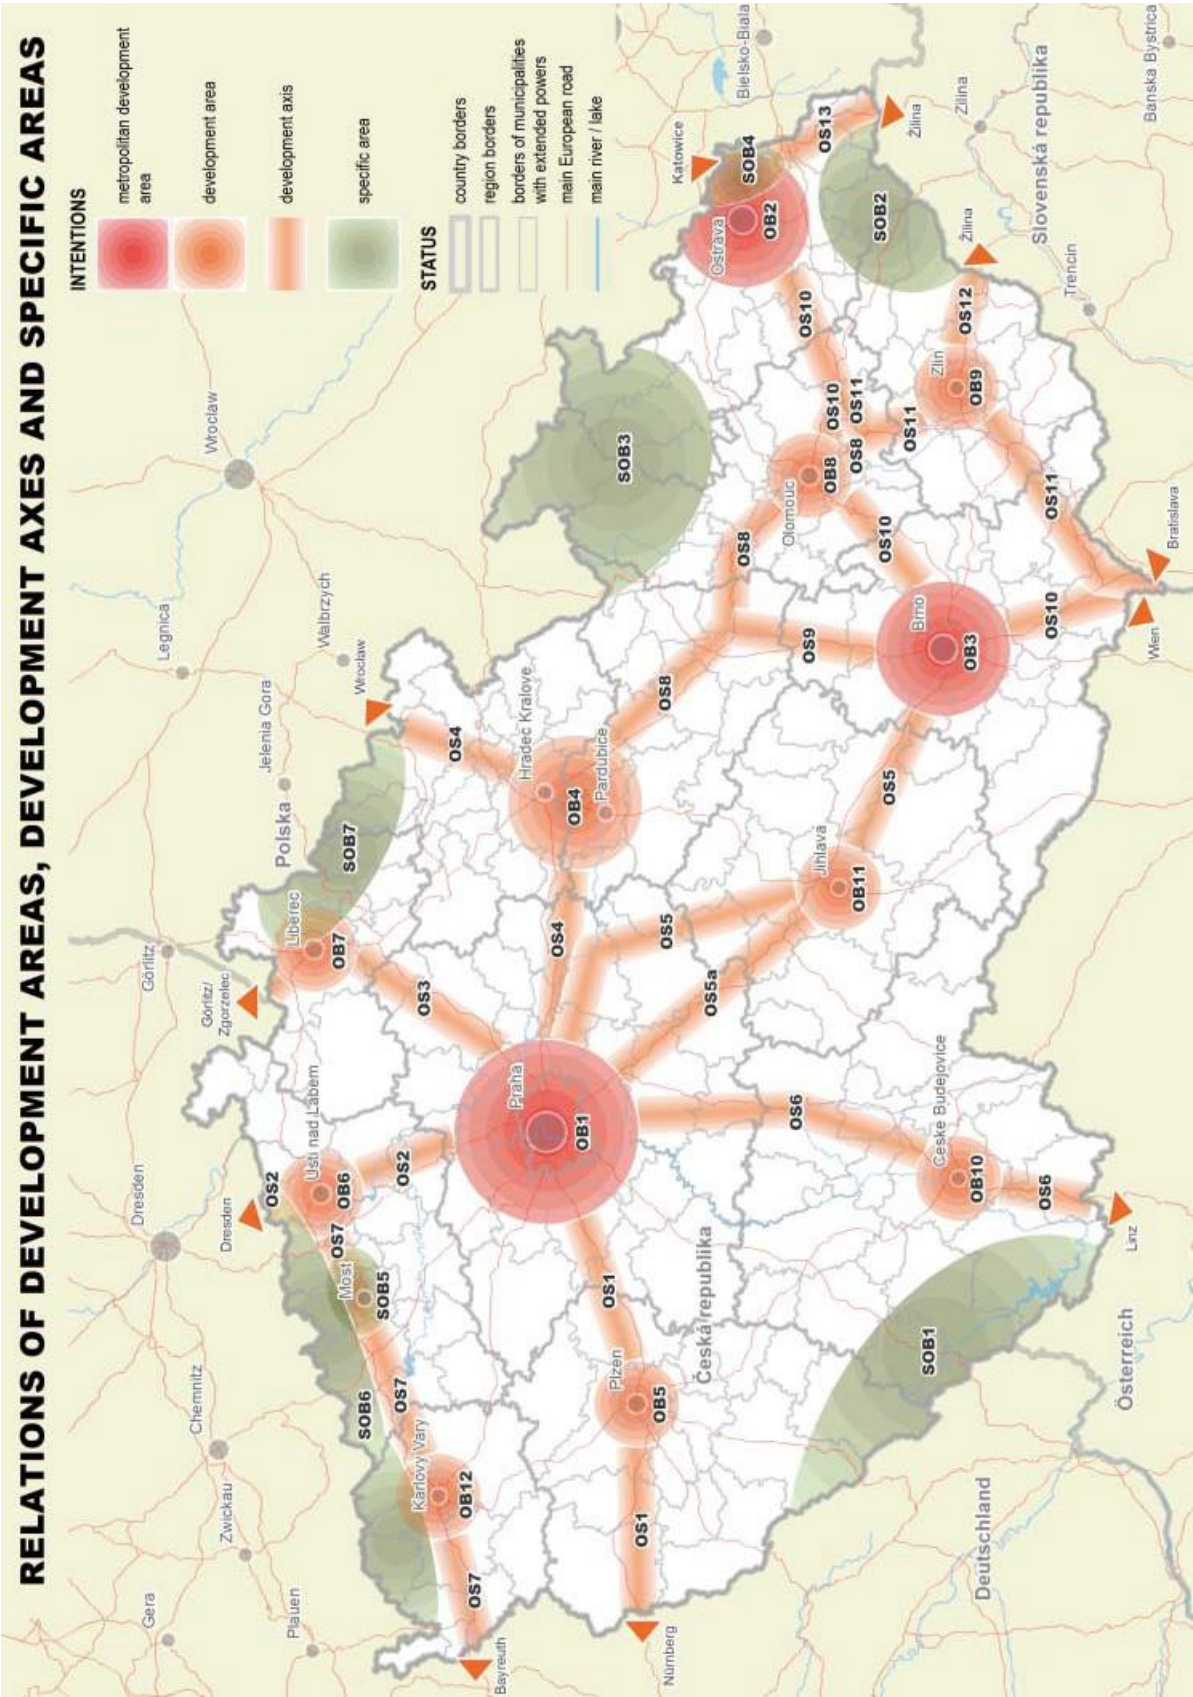 RELATIONS OF DEVELOPMENT AREAS, DEVELOPMENT AXES AND SPECIFIC AREAS
INTENTIONS
metropolitan development
area
development area
development axis
specific area
STATUS
country borders
region borders
borders of municipalities
with extended powers
main European road
main river / lake
Gera
Plauen
Zwickau
Chemnitz
Dresden
Dresden
Görlitz
Görlitz/
Zgorzelec
Legnica
Jelenia Gora
Polska
Walbrzych
Wroclaw
Wroclaw
Katowice
Bielsko-Biala
Bayreuth
OS7
Karlovy Vary
OB12
SOB6
OS7
Most
SOB5
OS7
OS2
Usti nad Labem
OB6
OS2
Liberec
OB7
OS3
SOB7
OS4
Hradec Kralove
OB4
Pardubice
OS4
Praha
OB1
OS1
Plzen
OB5
OS1
Nürnberg
Česká republika
OS5
OS5a
OS6
Jihlava
OB11
OS5
OS8
OS9
OS8
SOB3
Olomouc
OB8
OS10
OS10
OS8
OS11
OS10
OS11
Ostrava
OB2
SOB4
OS13
Žilina
Zilina
SOB2
Žilina
Slovenská republika
Banska Bystrica
Trencin
OS12
Zlin
OB9
OS11
Brno
OB3
OS10
Wien
Bratislava
Ceske Budejovice
OB10
OS6
Linz
SOB1
Österreich
Deutschland